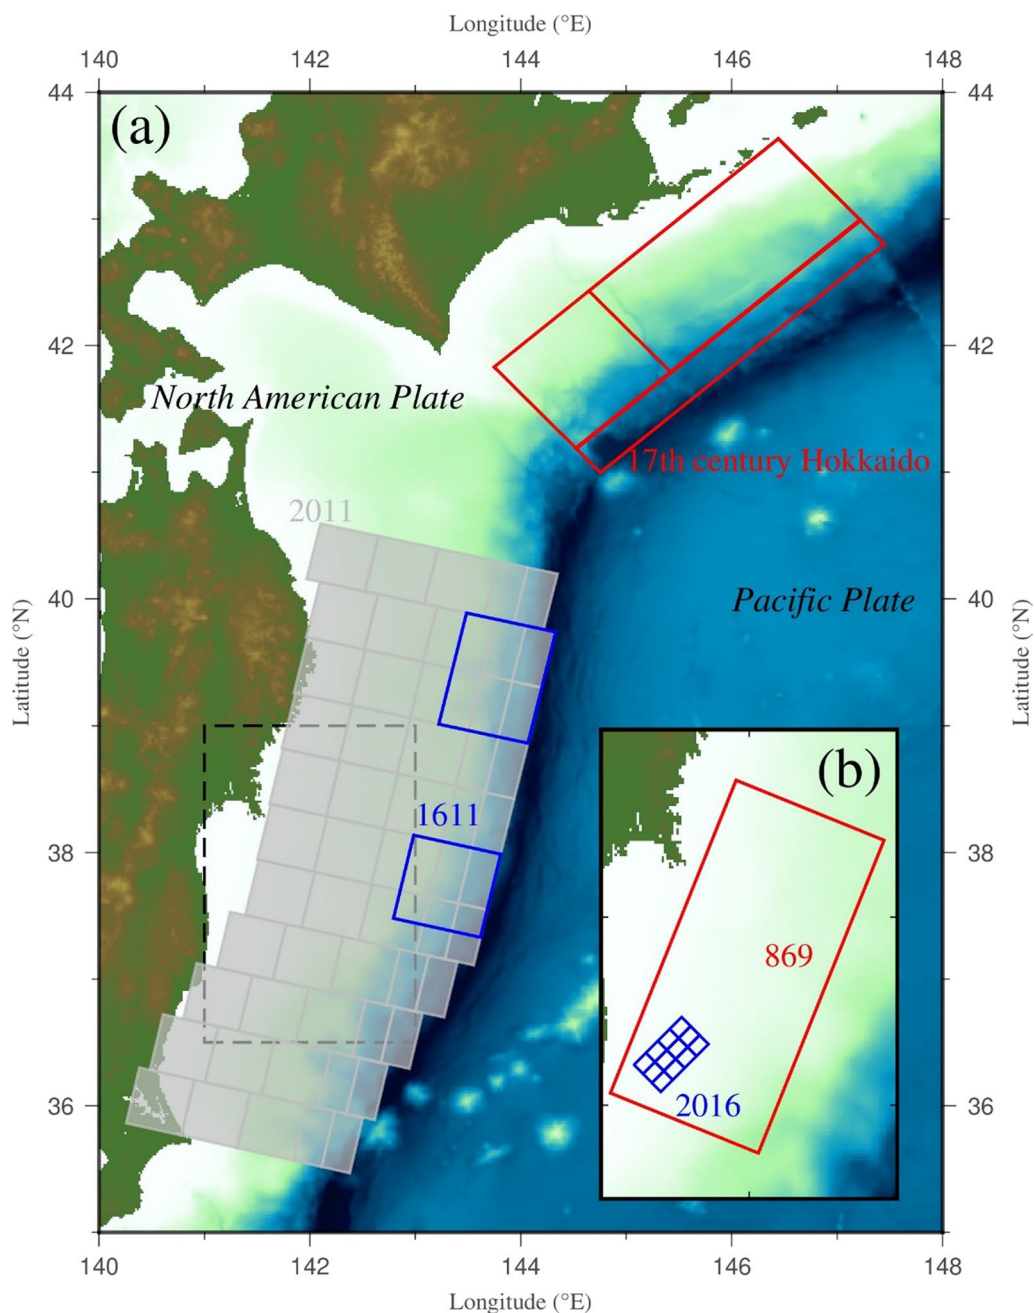 Longitude (°E)
140 142 144 146 148
44 44
(a)
42 42
North American Plate
17th century Hokkaido
2011
40 40
Pacific Plate
Latitude (°N)
Latitude (°N)
(b)
1611
38 38
869
2016
36 36
140 142 144 146 148
Longitude (°E)